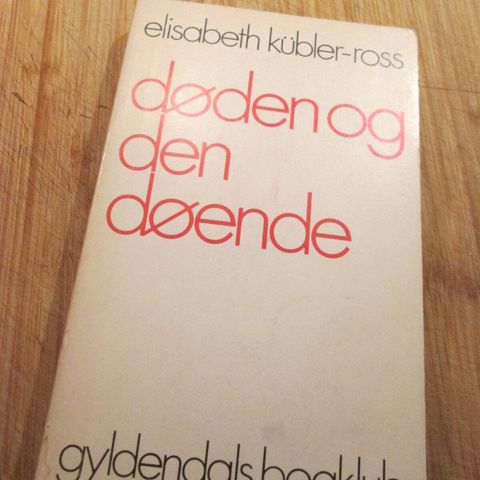 elisabeth kübler-ross
døden og
den
døende
gyldendals bogklub